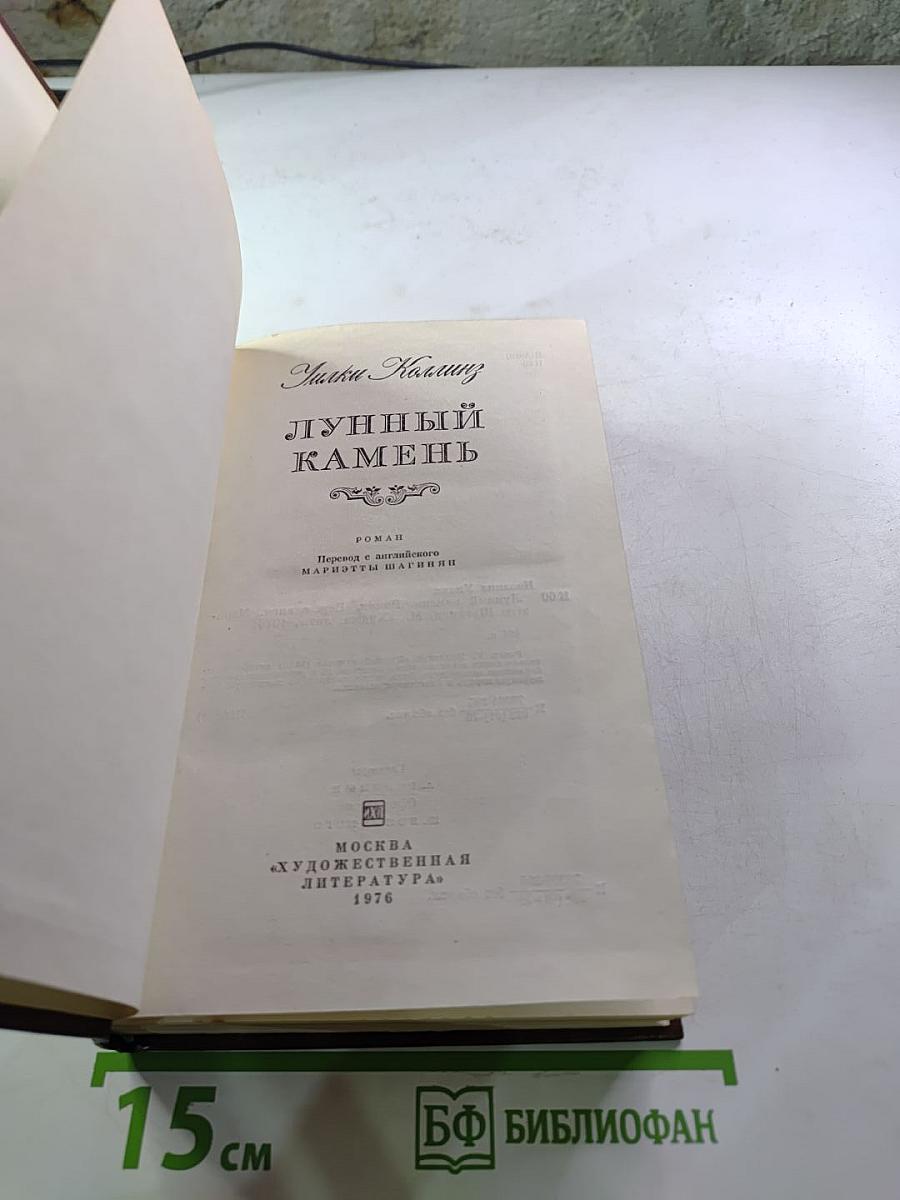 Уилки Коллинз
ЛУННЫЙ
КАМЕНЬ
РОМАН
Перевод с английского
МАРИЭТТЫ ШАГИНЯН
МОСКВА
«ХУДОЖЕСТВЕННАЯ
ЛИТЕРАТУРА»
1976
15 см
БФ БИБЛИОФАН